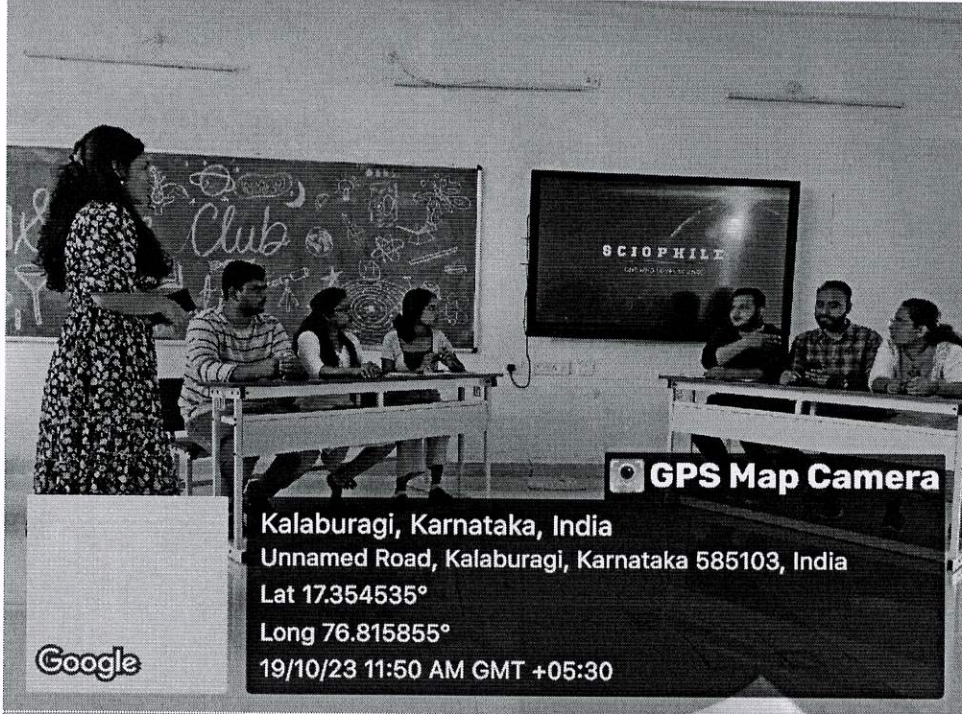 Club
SCIOPHILE
GPS Map Camera
Kalaburagi, Karnataka, India
Unnamed Road, Kalaburagi, Karnataka 585103, India
Lat 17.354535°
Long 76.815855°
19/10/23 11:50 AM GMT +05:30
Google